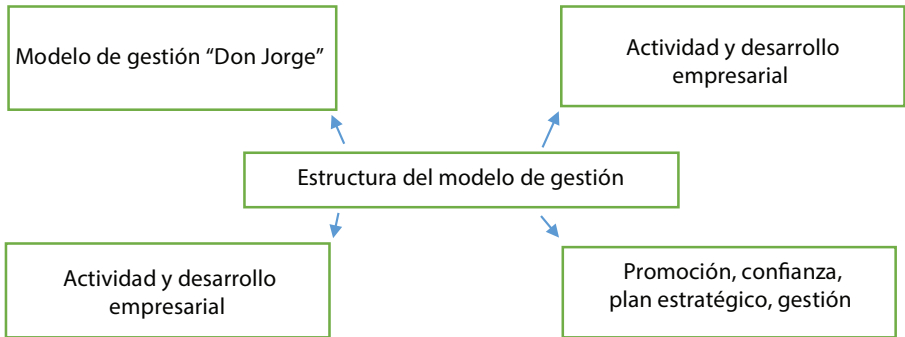 Modelo de gestión “Don Jorge”
Actividad y desarrollo
empresarial
Estructura del modelo de gestión
Actividad y desarrollo
empresarial
Promoción, confianza,
plan estratégico, gestión